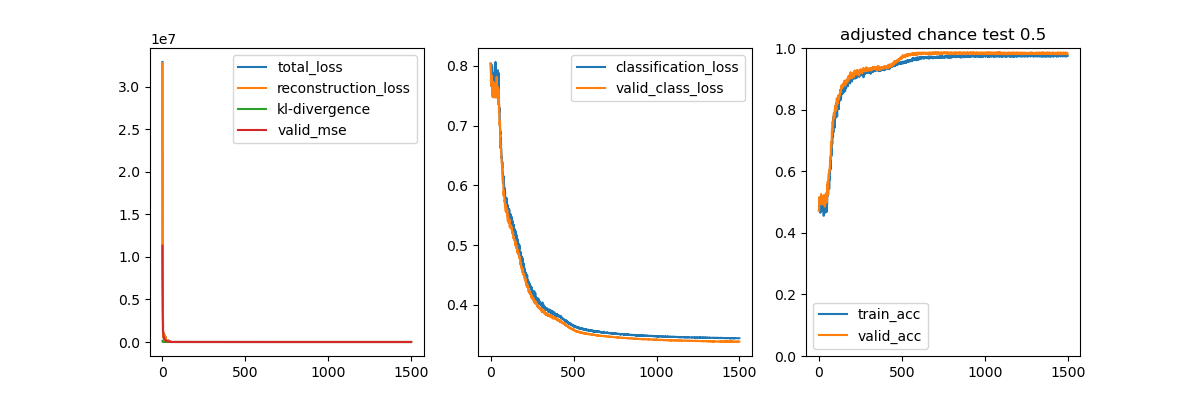 1e7
total_loss
reconstruction_loss
kl-divergence
valid_mse
3.0
2.5
2.0
1.5
1.0
0.5
0.0
0 500 1000 1500
classification_loss
valid_class_loss
0.8
0.7
0.6
0.5
0.4
0 500 1000 1500
adjusted chance test 0.5
1.0
0.8
0.6
0.4
0.2
0.0
train_acc
valid_acc
0 500 1000 1500